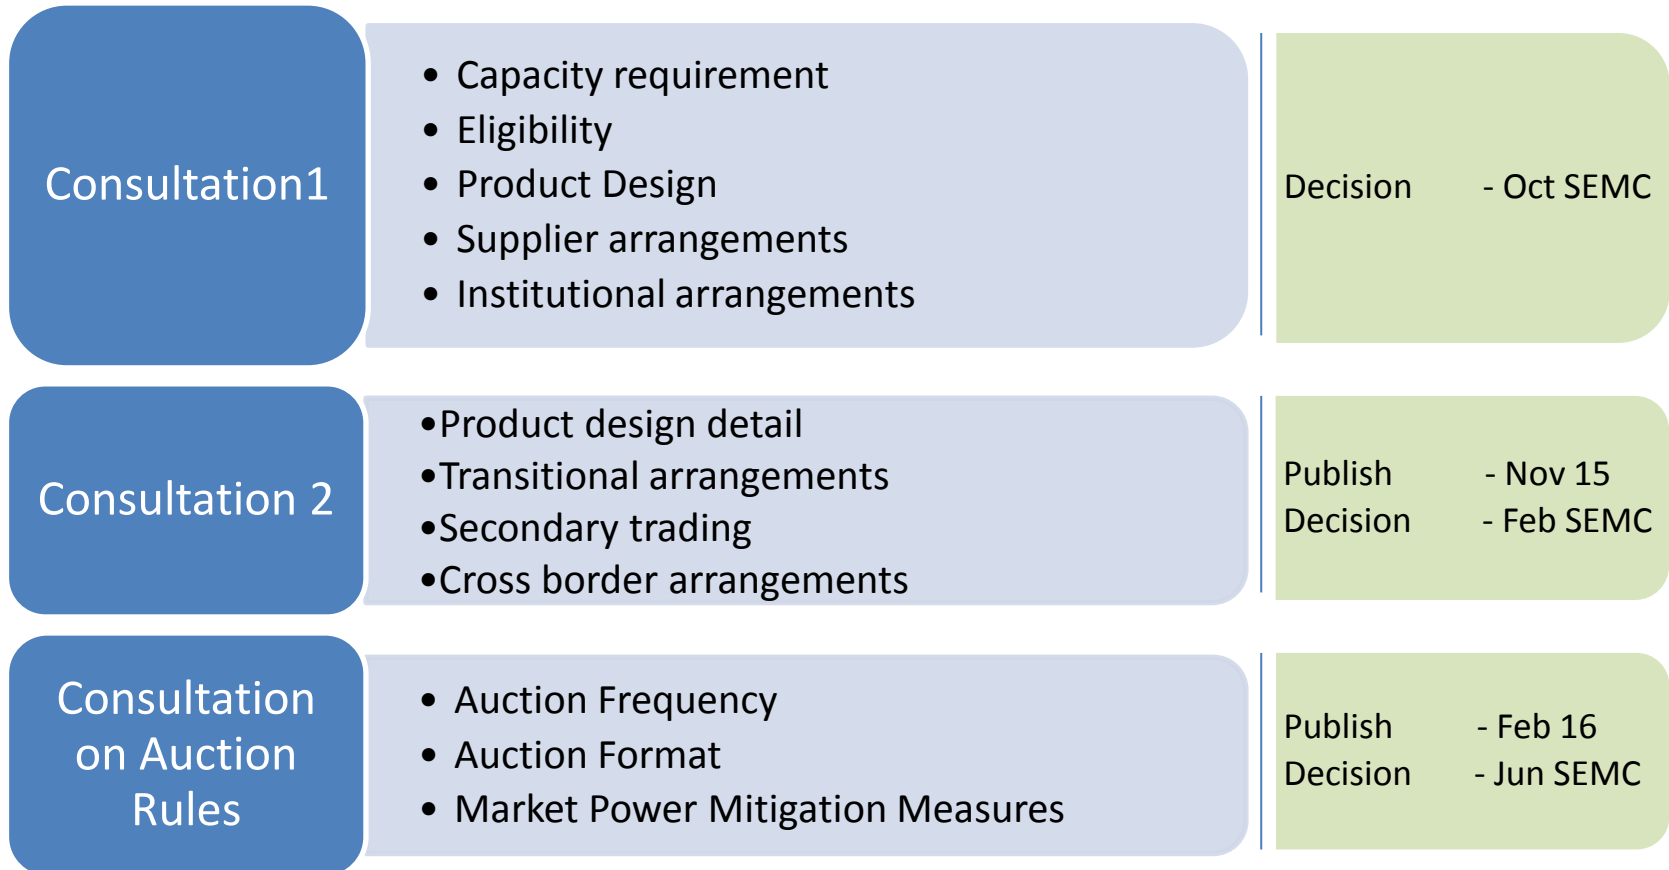 Consultation1
• Capacity requirement
• Eligibility
• Product Design
• Supplier arrangements
• Institutional arrangements
Decision - Oct SEMC
Consultation 2
•Product design detail
•Transitional arrangements
•Secondary trading
•Cross border arrangements
Publish - Nov 15
Decision - Feb SEMC
Consultation
on Auction
Rules
• Auction Frequency
• Auction Format
• Market Power Mitigation Measures
Publish - Feb 16
Decision - Jun SEMC